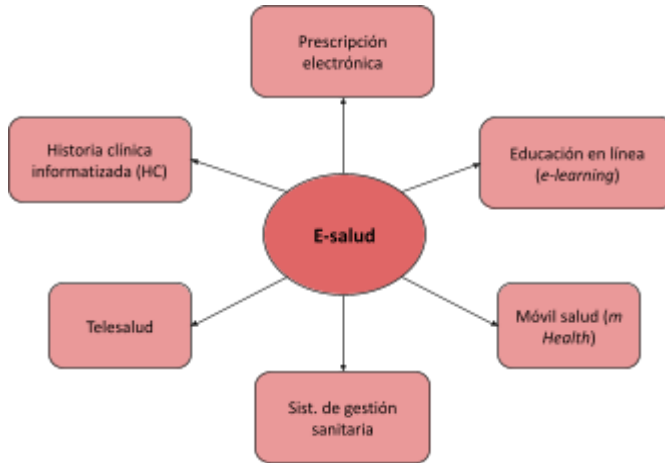 Prescripción
electrónica
Historia clínica
informatizada (HC)
Educación en línea
(e-learning)
E-salud
Telesalud
Móvil salud (m
Health)
Sist. de gestión
sanitaria